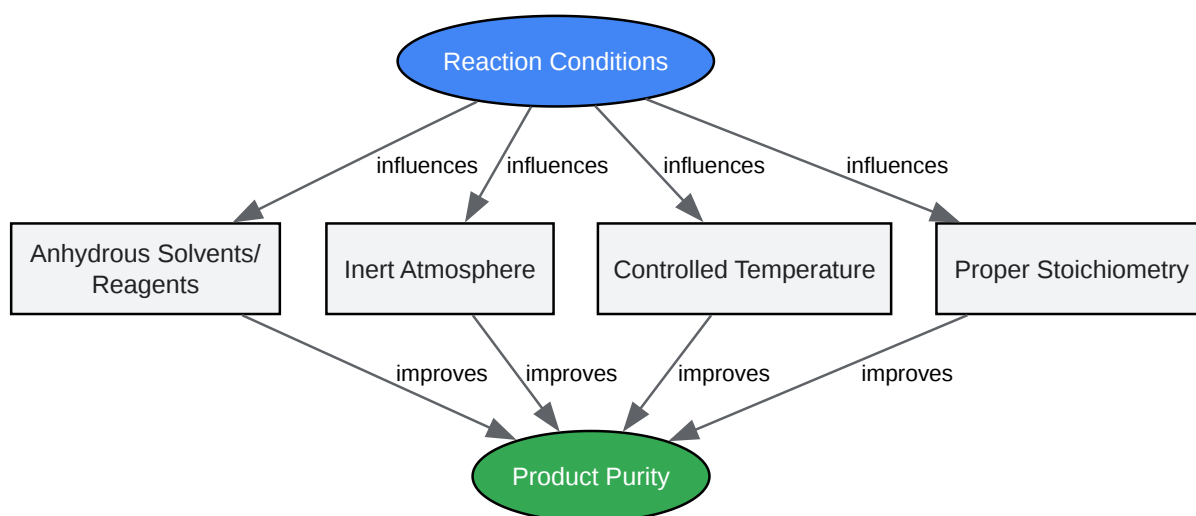 Reaction Conditions
influences
influences
influences
influences
Anhydrous Solvents/
Reagents
Inert Atmosphere
Controlled Temperature
Proper Stoichiometry
improves
improves
improves
improves
Product Purity